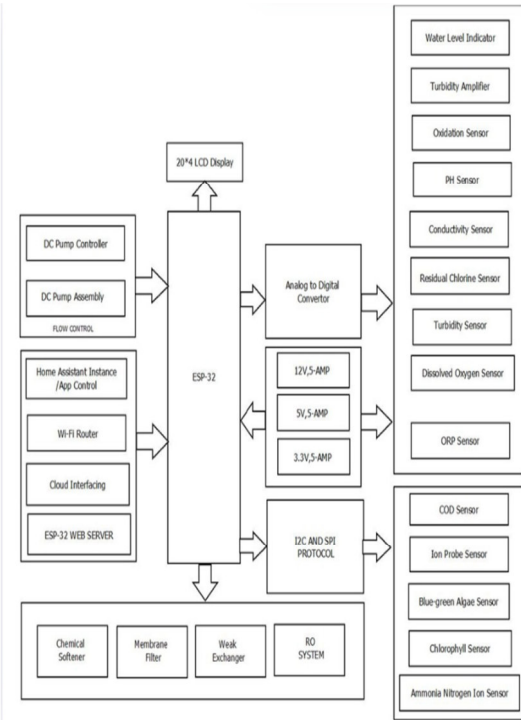 Water Level Indicator
Turbidity Amplifier
Oxidation Sensor
PH Sensor
Conductivity Sensor
Residual Chlorine Sensor
Turbidity Sensor
Dissolved Oxygen Sensor
ORP Sensor
20*4 LCD Display
DC Pump Controller
DC Pump Assembly
FLOW CONTROL
ESP-32
Analog to Digital
Convertor
12V,5-AMP
5V,5-AMP
3.3V,5-AMP
Home Assistant Instance
/App Control
Wi-Fi Router
Cloud Interfacing
ESP-32 WEB SERVER
I2C AND SPI
PROTOCOL
COD Sensor
Ion Probe Sensor
Blue-green Algae Sensor
Chlorophyll Sensor
Ammonia Nitrogen Ion Sensor
Chemical
Softener
Membrane
Filter
Weak
Exchanger
RO
SYSTEM